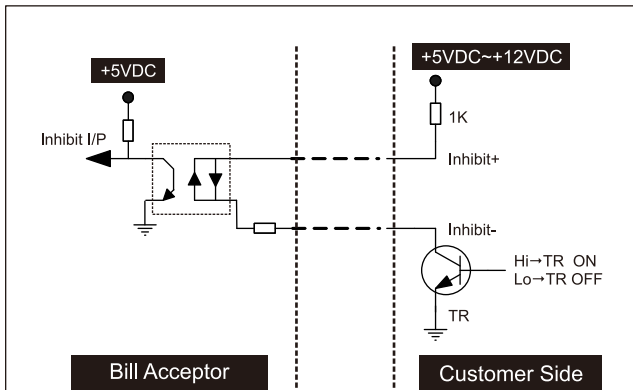 +5VDC
+5VDC~+12VDC
Inhibit I/P
1K
Inhibit+
Inhibit-
Hi→TR ON
Lo→TR OFF
TR
Bill Acceptor
Customer Side